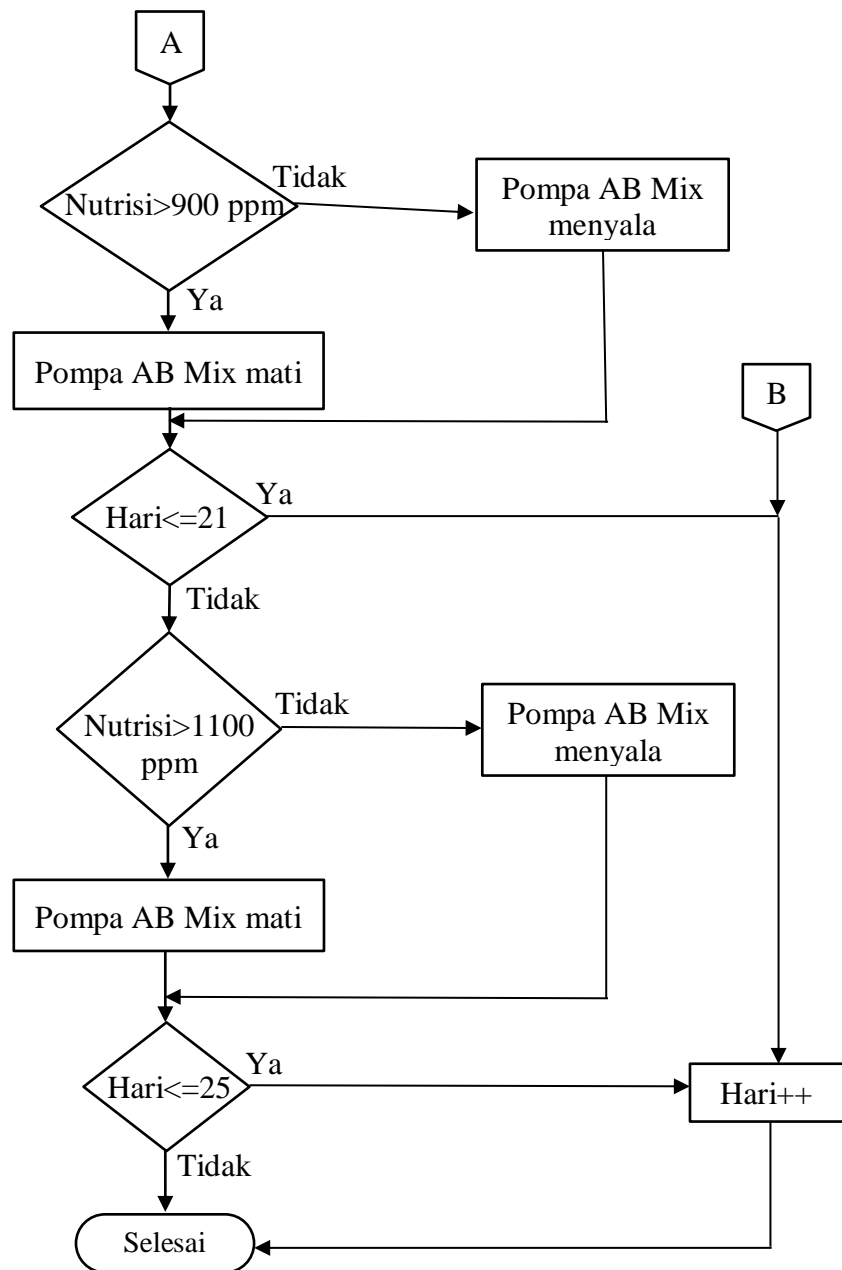 A
Tidak
Nutrisi>900 ppm
Pompa AB Mix
menyala
Ya
Pompa AB Mix mati
B
Ya
Hari<=21
Tidak
Tidak
Nutrisi>1100
ppm
Pompa AB Mix
menyala
Ya
Pompa AB Mix mati
Ya
Hari<=25
Hari++
Tidak
Selesai